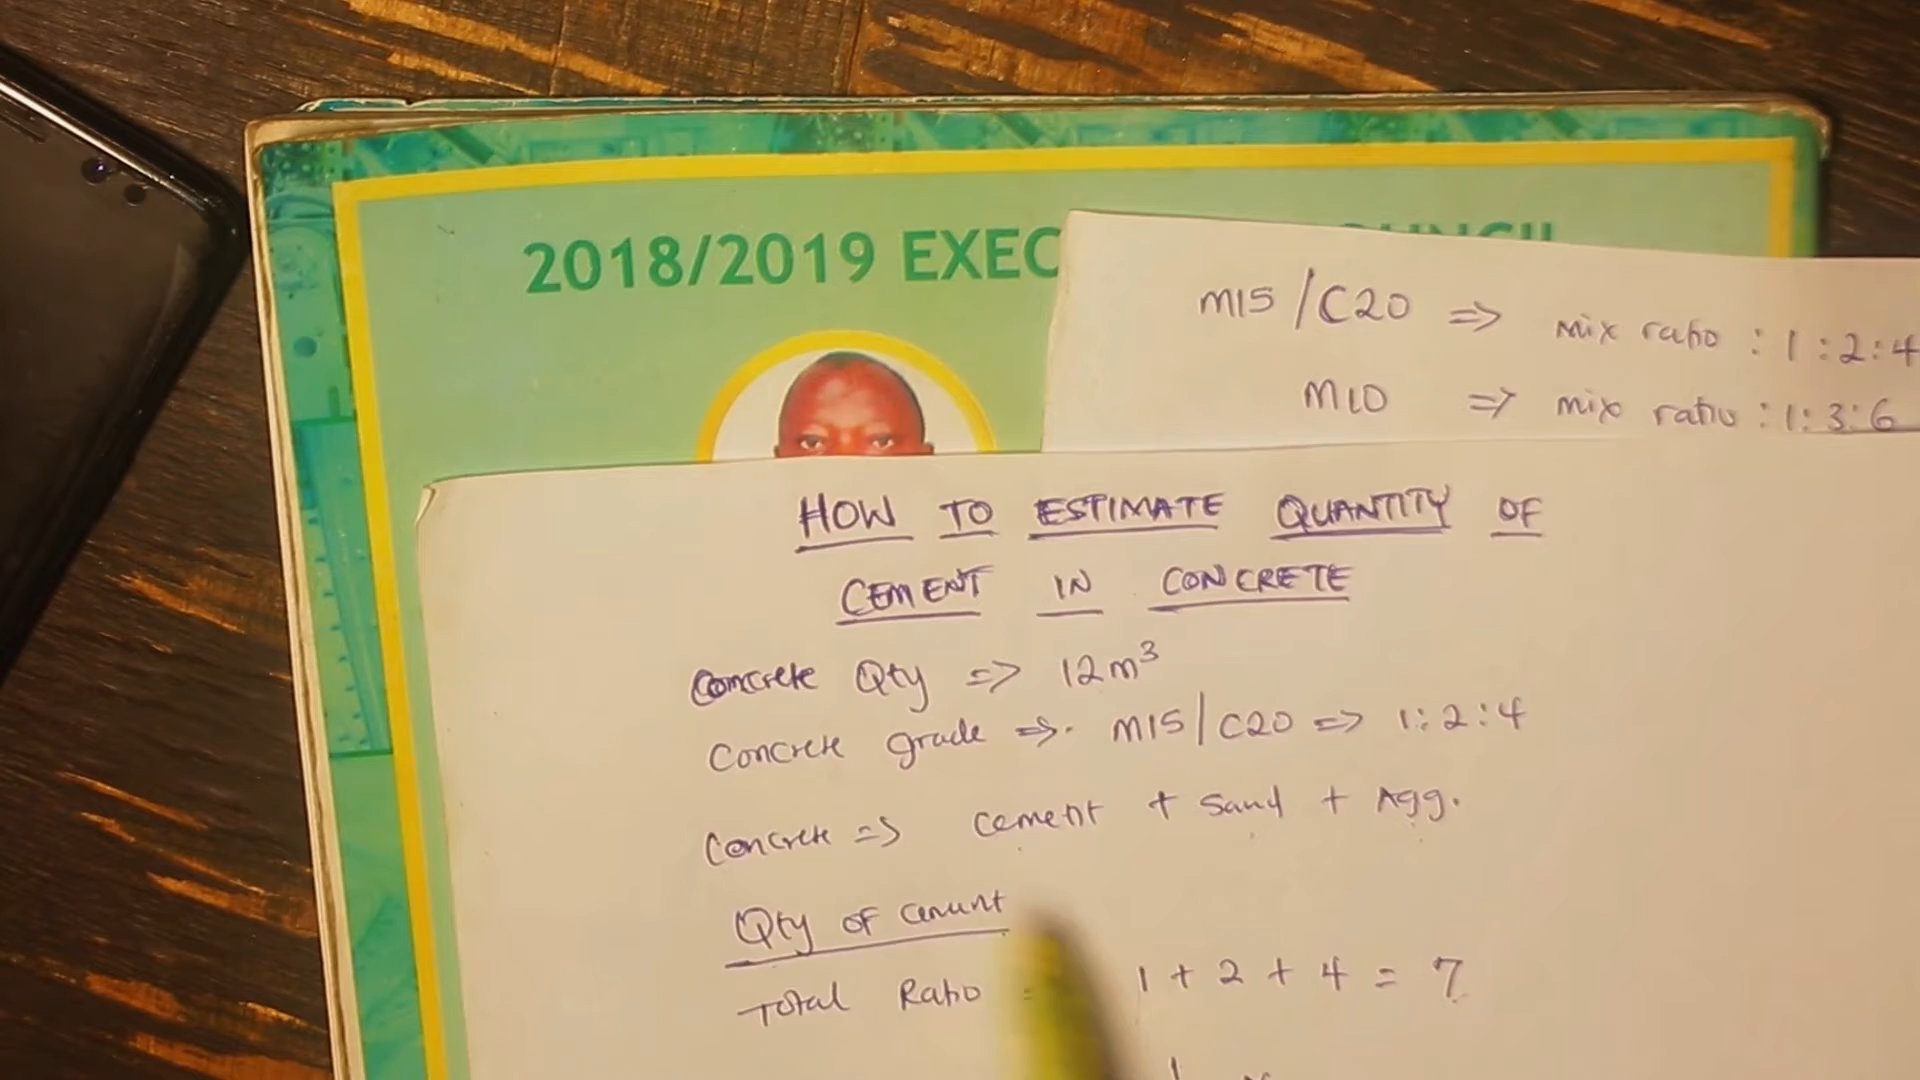 2018/2019 EXEC
M15/C20 => mix ratio : 1:2:4
M10 => mix ratio : 1:3:6
HOW TO ESTIMATE QUANTITY OF
CEMENT IN CONCRETE
Concrete Qty => 12m³
Concrete grade => M15/C20 => 1:2:4
Concrete => Cement + Sand + Agg.
Qty of Cement
Total Ratio = 1 + 2 + 4 = 7